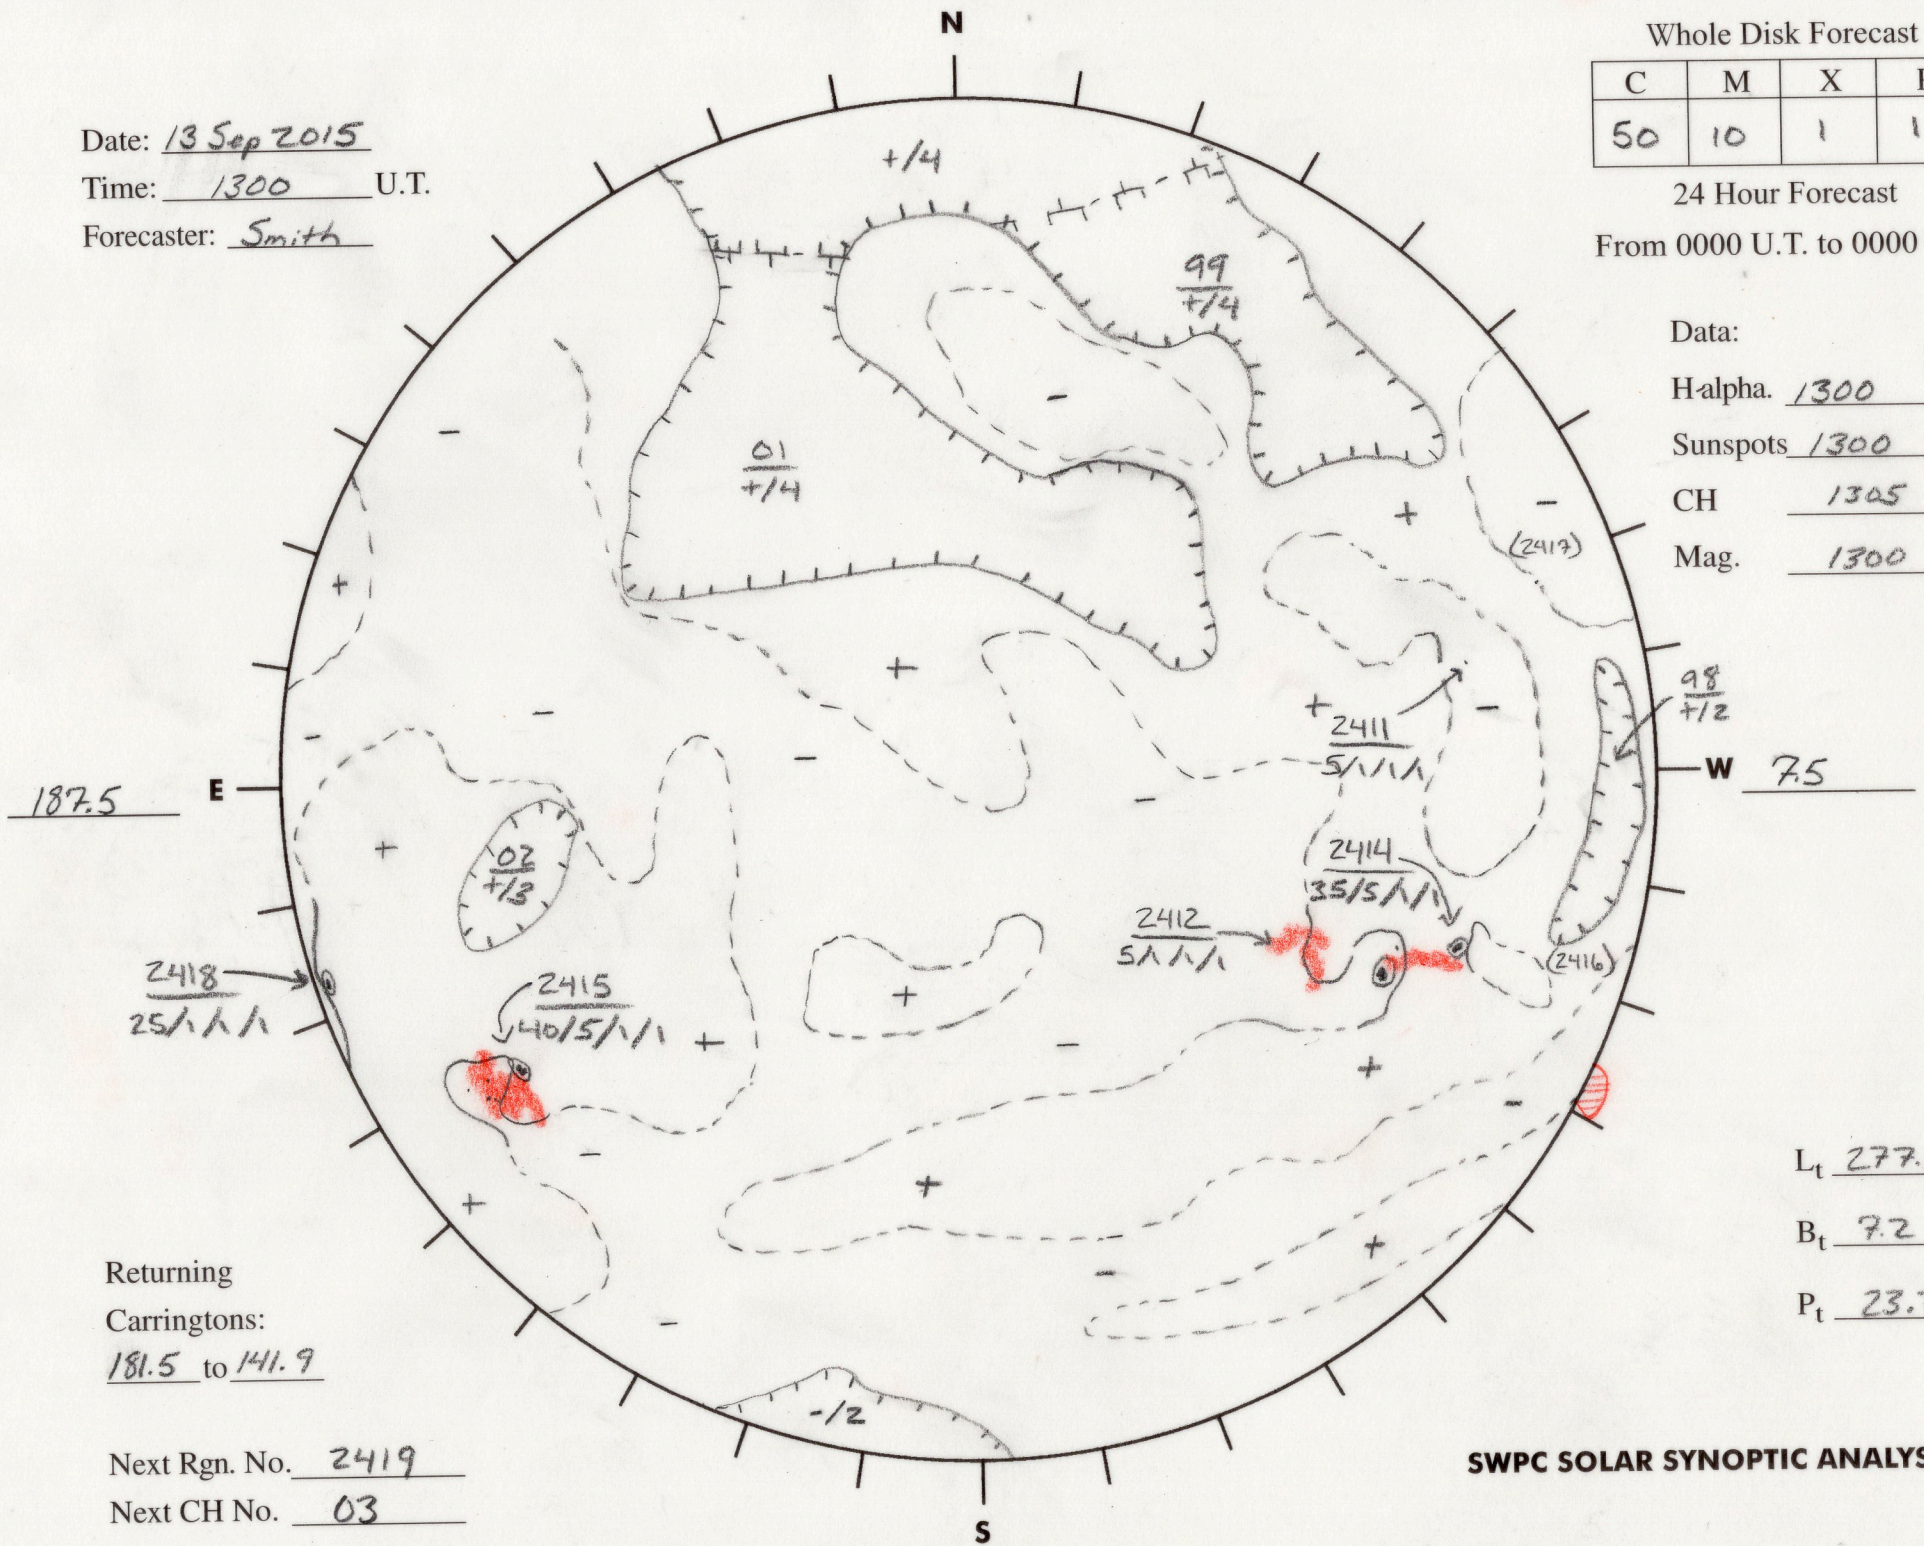 N
Whole Disk Forecast
C M X
50 10 1 1
24 Hour Forecast
From 0000 U.T. to 0000
Date: 13 Sep 2015
Time: 1300 U.T.
Forecaster: Smith
Data:
H-alpha. 1300
Sunspots 1300
CH 1305
Mag. 1300
+/4
99
+/4
-
-
01
+/4
+
-
(2417)
+
+
98
+/2
+
2411
5/\/\/\
-
-
-
-
-
187.5 E
W 7.5
+
02
+/3
2414
35/5/\/\
2412
5/\/\/\
(2416)
2418
25/\/\/\
2415
40/5/\/\
+
+
-
+
-
-
+
+
+
-
-
-/2
Lt 277.
Bt 7.2
Pt 23.
Returning
Carringtons:
181.5 to 141.9
Next Rgn. No. 2419
Next CH No. 03
SWPC SOLAR SYNOPTIC ANALYS
S